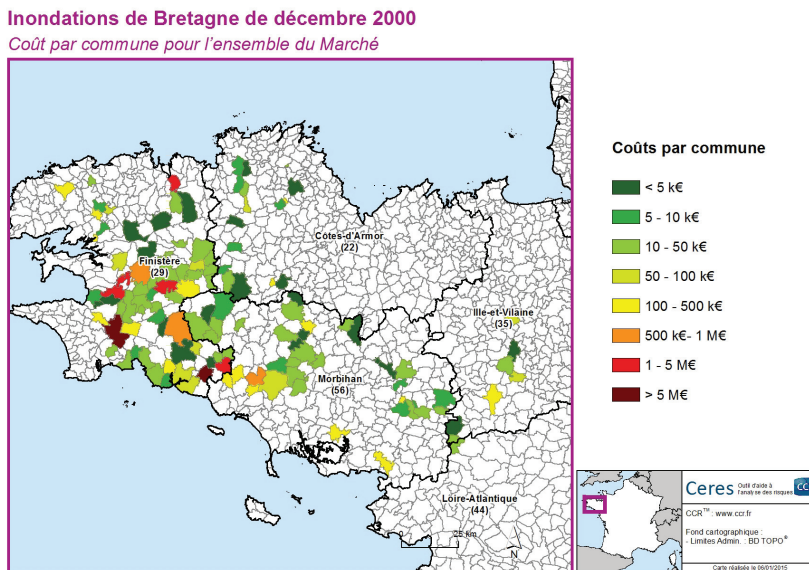 Inondations de Bretagne de décembre 2000
Coût par commune pour l'ensemble du Marché
Coûts par commune
< 5 k€
5 - 10 k€
10 - 50 k€
50 - 100 k€
100 - 500 k€
500 k€- 1 M€
1 - 5 M€
> 5 M€
Côtes-d'Armor
(22)
Finistère
(29)
Ille-et-Vilaine
(35)
Morbihan
(56)
Loire-Atlantique
(44)
0 25 km
N
Ceres Outil d'aide à
l'analyse des risques
CC
CCR™ : www.ccr.fr
Fond cartographique :
- Limites Admin. : BD TOPO®
Carte réalisée le 06/01/2015